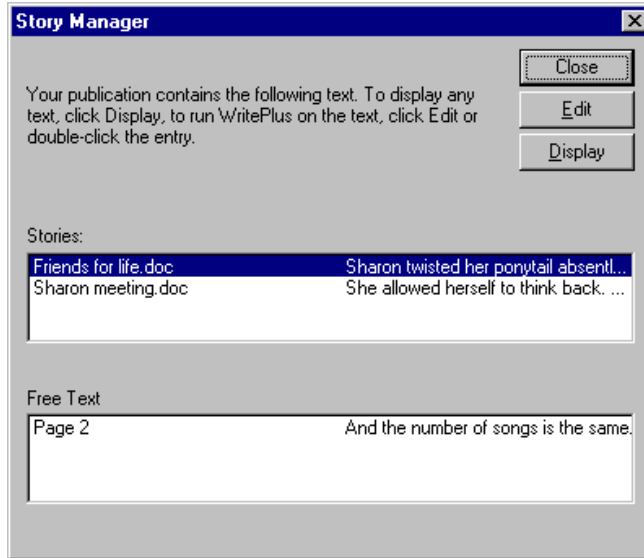 Story Manager
Close
Your publication contains the following text. To display any
text, click Display, to run WritePlus on the text, click Edit or
double-click the entry.
Edit
Display
Stories:
Friends for life.doc Sharon twisted her ponytail absentl...
Sharon meeting.doc She allowed herself to think back. ...
Free Text
Page 2 And the number of songs is the same.